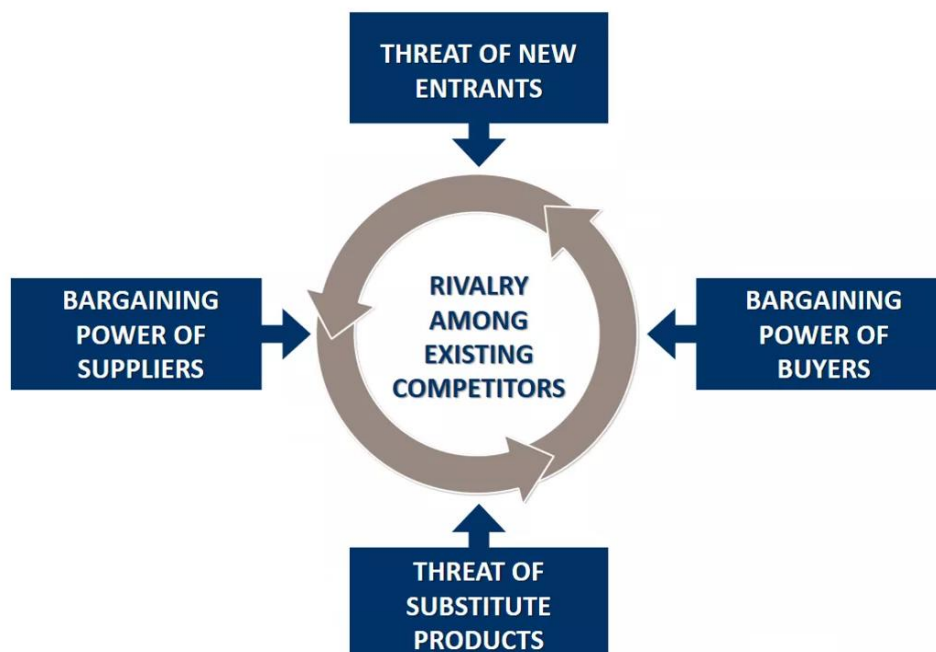 THREAT OF NEW
ENTRANTS
BARGAINING
POWER OF
SUPPLIERS
RIVALRY
AMONG
EXISTING
COMPETITORS
BARGAINING
POWER OF
BUYERS
THREAT OF
SUBSTITUTE
PRODUCTS